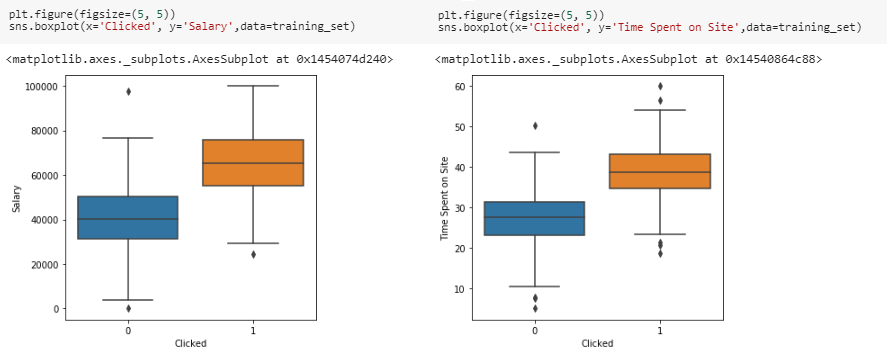 plt.figure(figsize=(5, 5))
sns.boxplot(x='Clicked', y='Salary',data=training_set)
<matplotlib.axes._subplots.AxesSubplot at 0x1454074d240>
100000
80000
60000
40000
20000
0
Salary
0 1
Clicked
plt.figure(figsize=(5, 5))
sns.boxplot(x='Clicked', y='Time Spent on Site',data=training_set)
<matplotlib.axes._subplots.AxesSubplot at 0x14540864c88>
60
50
40
30
20
10
Time Spent on Site
0 1
Clicked